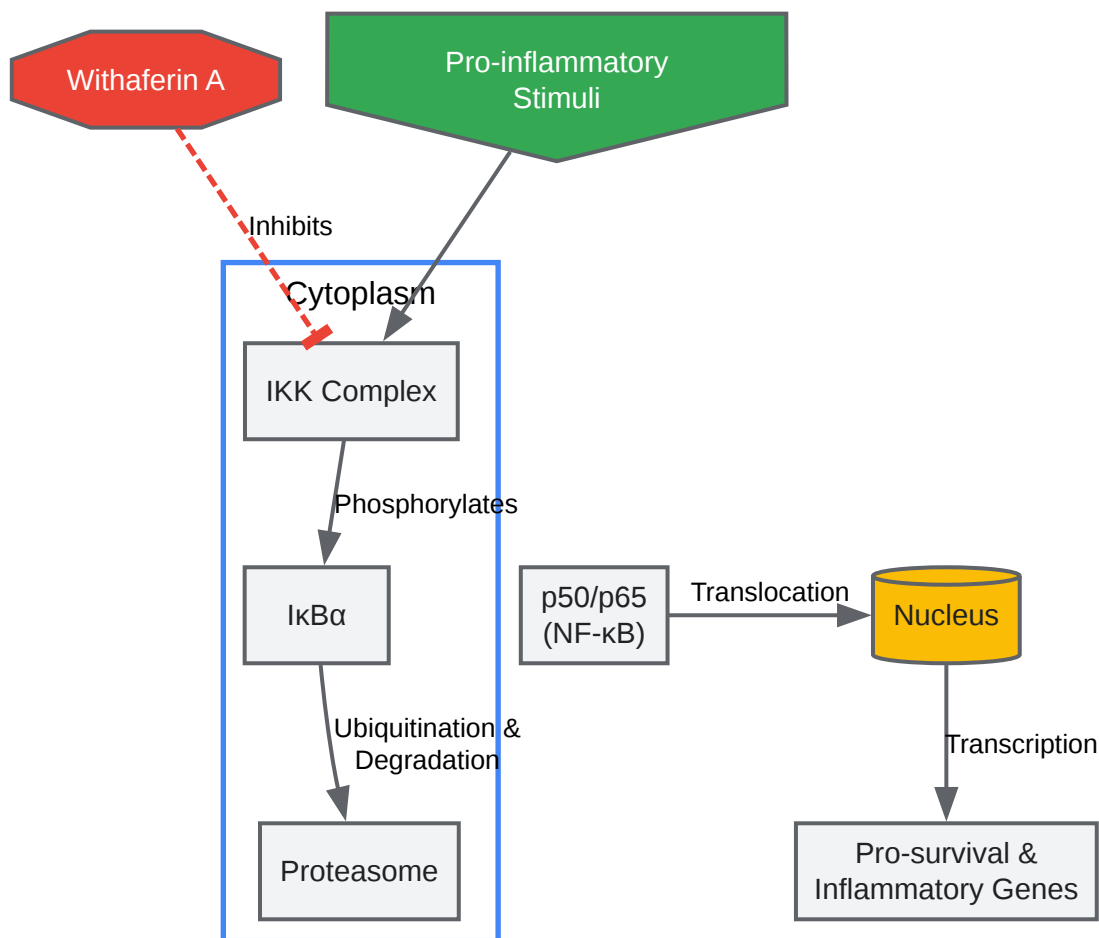 Withaferin A
Pro-inflammatory
Stimuli
Inhibits
Cytoplasm
IKK Complex
Phosphorylates
IκBα
p50/p65
(NF-κB)
Translocation
Nucleus
Ubiquitination &
Degradation
Transcription
Proteasome
Pro-survival &
Inflammatory Genes